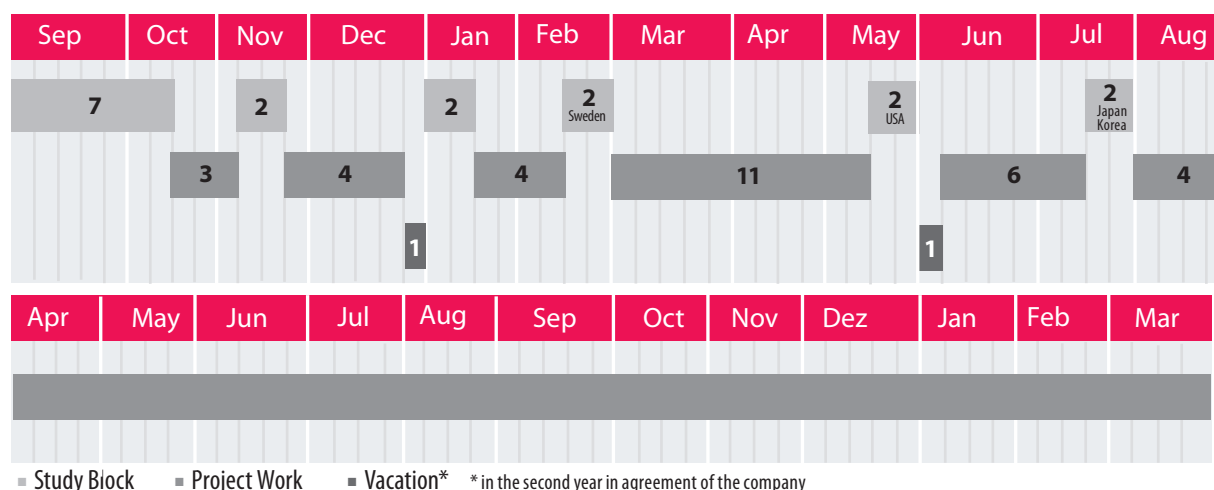 Sep Oct Nov Dec Jan Feb Mar Apr May Jun Jul Aug
7 2 2 2 2 2
Sweden USA Japan
Korea
3 4 4 11 6 4
1 1
Apr May Jun Jul Aug Sep Oct Nov Dez Jan Feb Mar
Study Block Project Work Vacation* * in the second year in agreement of the company